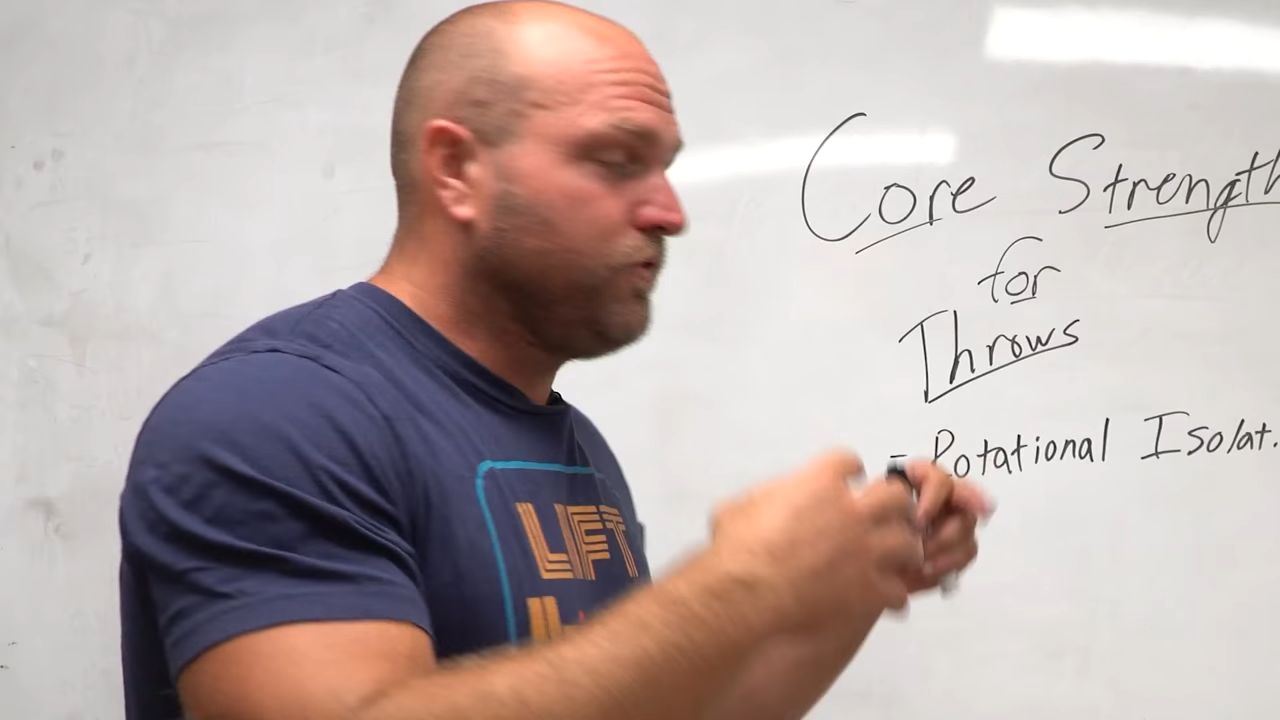 Core Strength
for
Throws
- Rotational Isolat.
LIFT